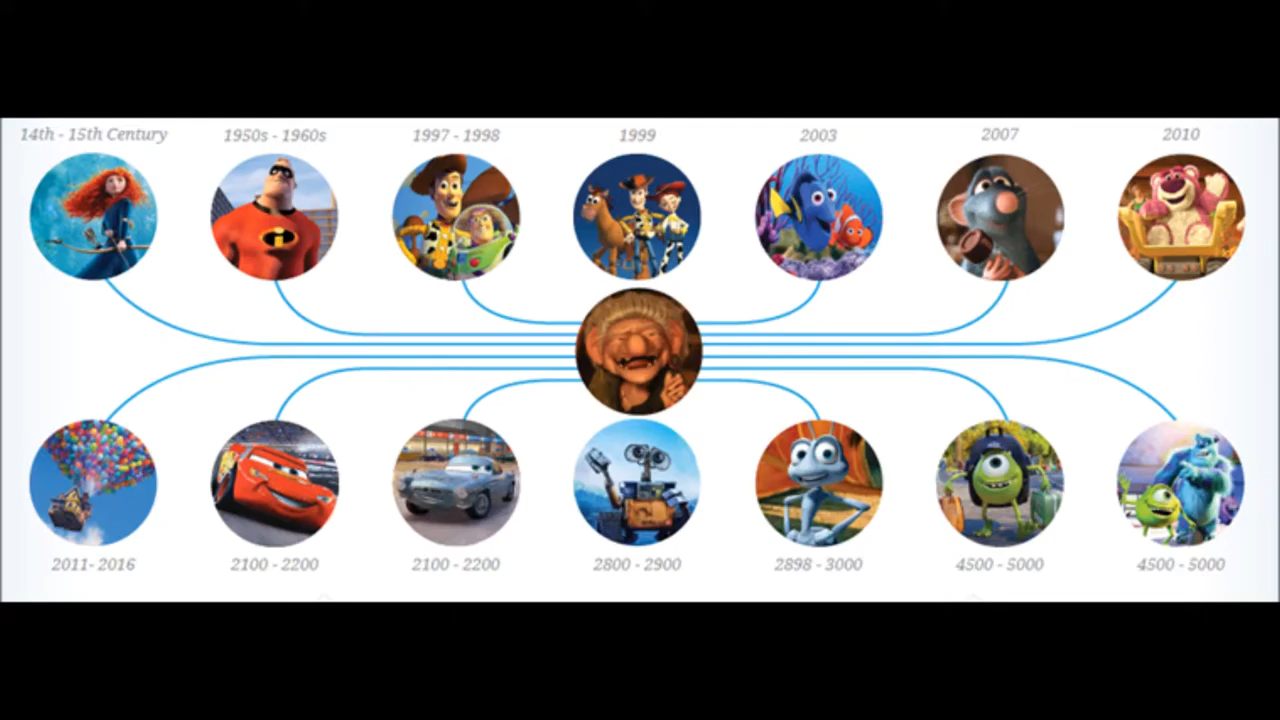 14th - 15th Century
1950s - 1960s
1997 - 1998
1999
2003
2007
2010
2011- 2016
2100 - 2200
2100 - 2200
2800 - 2900
2898 - 3000
4500 - 5000
4500 - 5000